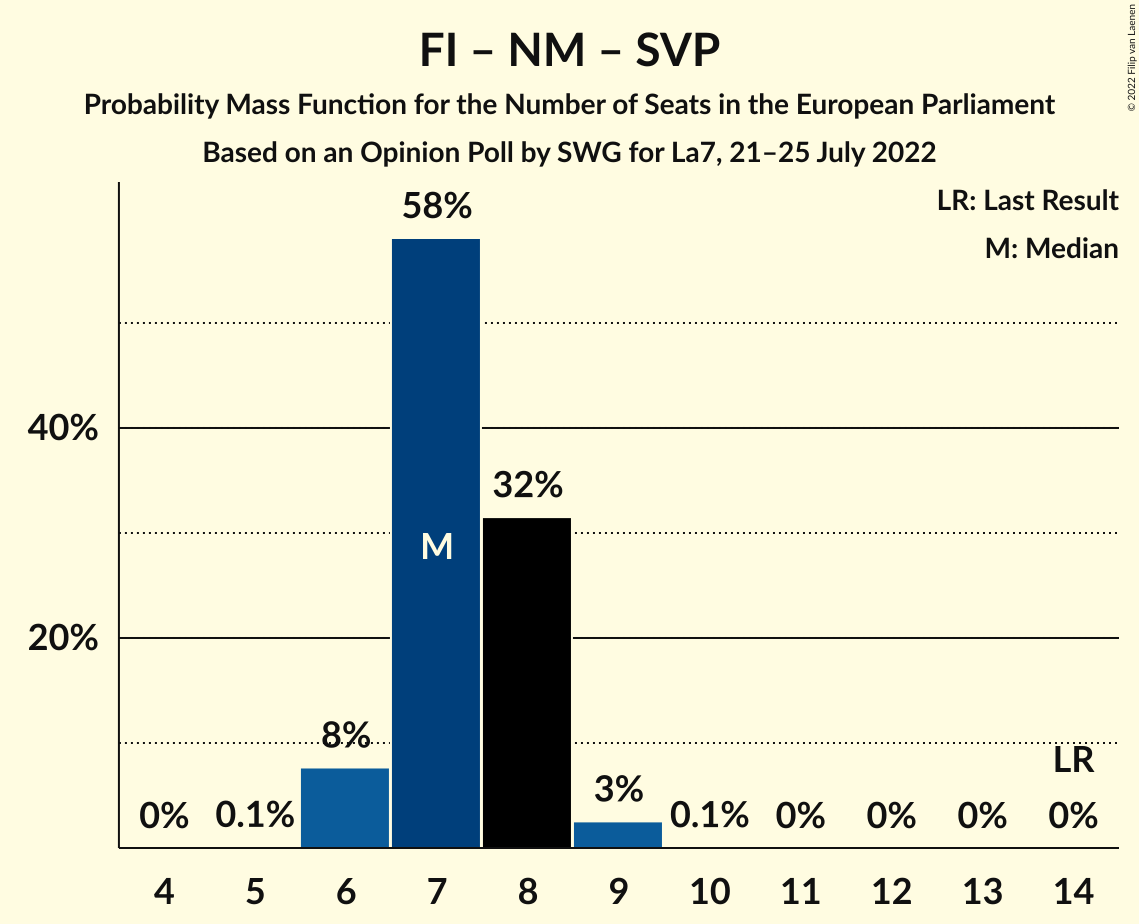 FI – NM – SVP
Probability Mass Function for the Number of Seats in the European Parliament
Based on an Opinion Poll by SWG for La7, 21–25 July 2022
© 2022 Filip van Laenen
LR: Last Result
M: Median
58%
40%
32%
M
20%
8%
LR
3%
0% 0.1% 0.1% 0% 0% 0% 0%
4 5 6 7 8 9 10 11 12 13 14